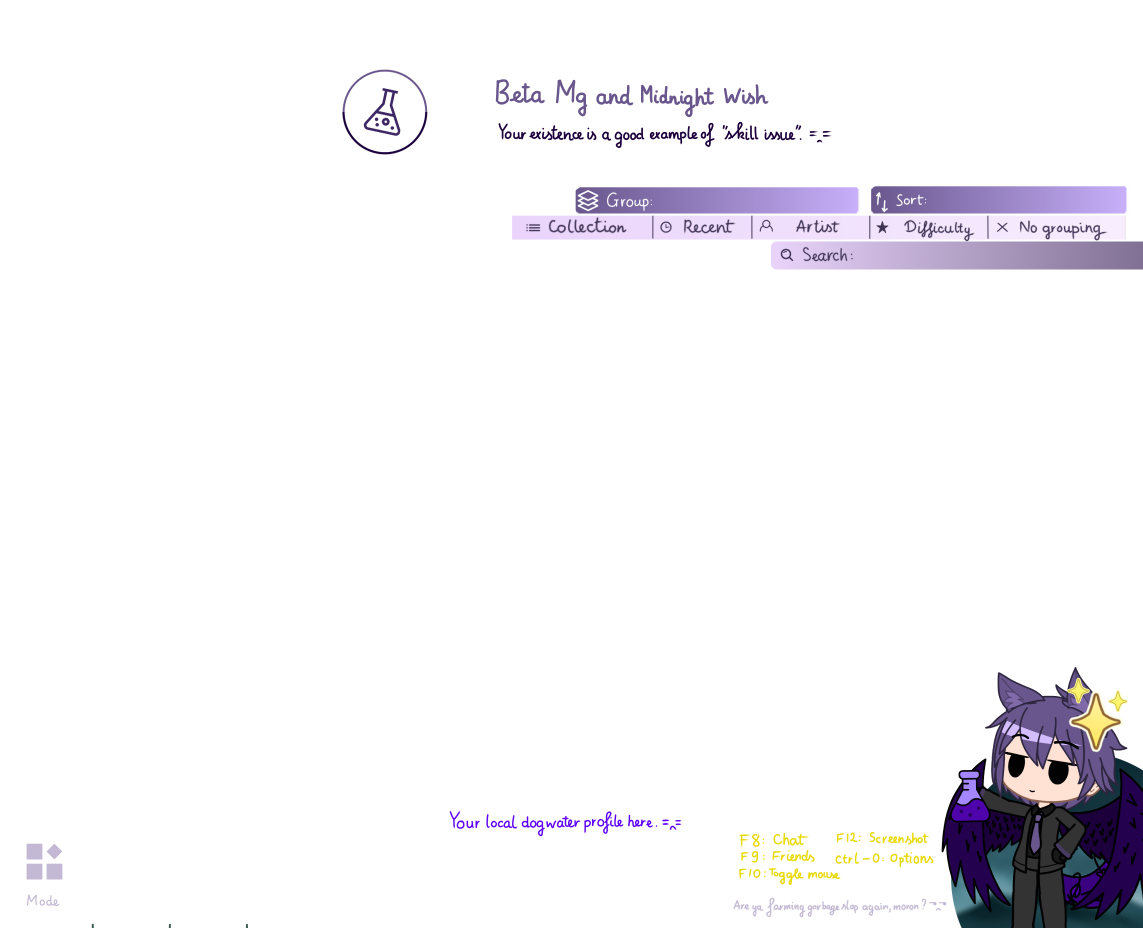 Beta Mg and Midnight Wish
Your existence is a good example of "skill issue". =^=
Group:
Sort:
Collection
Recent
Artist
Difficulty
No grouping
Search:
Your local dogwater profile here. =^=
F8: Chat
F12: Screenshot
F9: Friends
Ctrl-O: Options
F10: Toggle mouse
Mode
Are ya farming garbage slop again, moron? ¬_¬